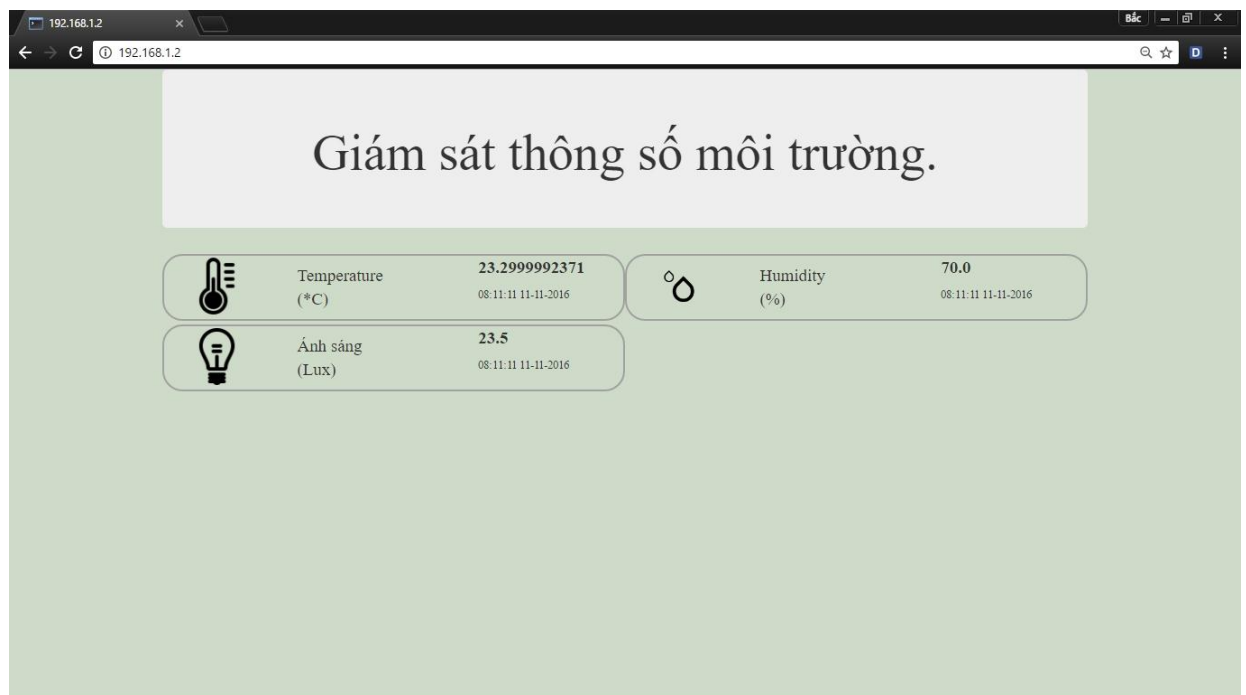 192.168.1.2
Bắc
192.168.1.2
D
Giám sát thông số môi trường.
Temperature
(*C)
23.2999992371
08:11:11 11-11-2016
Humidity
(%)
70.0
08:11:11 11-11-2016
Ánh sáng
(Lux)
23.5
08:11:11 11-11-2016